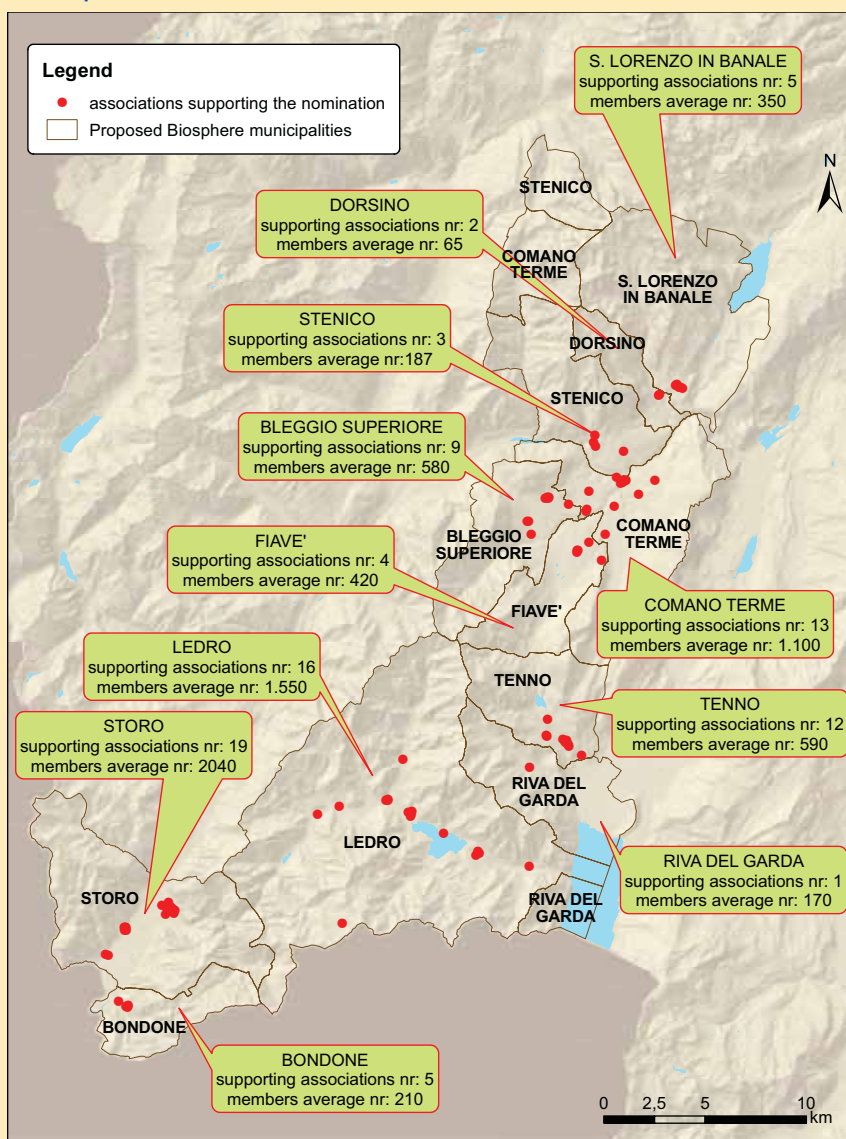 Legend
associations supporting the nomination
Proposed Biosphere municipalities
S. LORENZO IN BANALE
supporting associations nr: 5
members average nr: 350
N
STENICO
DORSINO
supporting associations nr: 2
members average nr: 65
COMANO
TERME
S. LORENZO
IN BANALE
STENICO
supporting associations nr: 3
members average nr:187
DORSINO
STENICO
BLEGGIO SUPERIORE
supporting associations nr: 9
members average nr: 580
BLEGGIO
SUPERIORE
COMANO
TERME
FIAVE'
supporting associations nr: 4
members average nr: 420
FIAVE'
COMANO TERME
supporting associations nr: 13
members average nr: 1.100
LEDRO
supporting associations nr: 16
members average nr: 1.550
TENNO
TENNO
supporting associations nr: 12
members average nr: 590
STORO
supporting associations nr: 19
members average nr: 2040
RIVA DEL
GARDA
LEDRO
RIVA DEL GARDA
supporting associations nr: 1
members average nr: 170
STORO
RIVA DEL
GARDA
BONDONE
BONDONE
supporting associations nr: 5
members average nr: 210
0 2,5 5 10
km